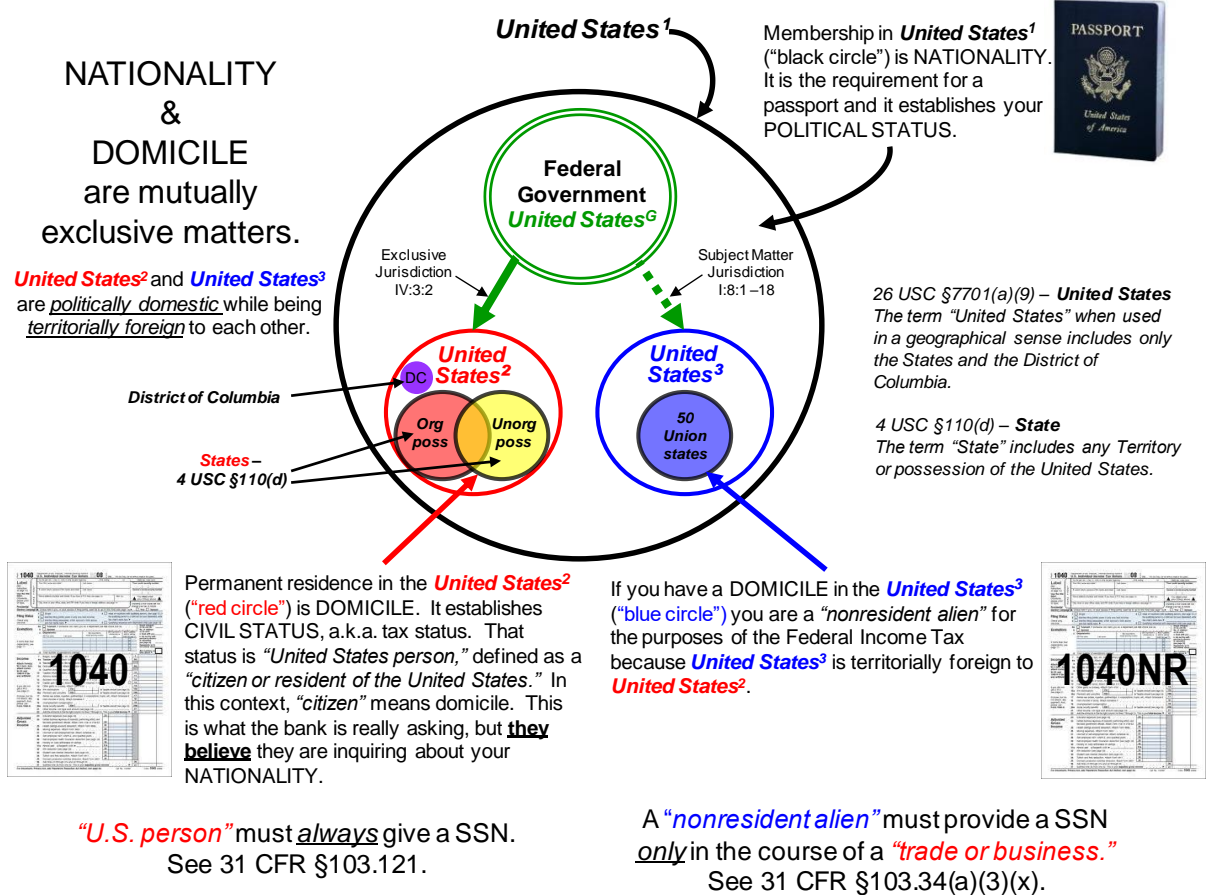 United States¹
NATIONALITY
&
DOMICILE
are mutually
exclusive matters.
United States² and United States³
are politically domestic while being
territorially foreign to each other.
Membership in United States¹
(“black circle”) is NATIONALITY.
It is the requirement for a
passport and it establishes your
POLITICAL STATUS.
PASSPORT
United States
of America
Federal
Government
United Statesᴳ
Exclusive
Jurisdiction
IV:3:2
Subject Matter
Jurisdiction
I:8:1 –18
United
States²
DC
Org
poss
Unorg
poss
United
States³
50
Union
states
District of Columbia
States –
4 USC §110(d)
26 USC §7701(a)(9) – United States
The term “United States” when used
in a geographical sense includes only
the States and the District of
Columbia.
4 USC §110(d) – State
The term “State” includes any Territory
or possession of the United States.
1040
Permanent residence in the United States²
(“red circle”) is DOMICILE. It establishes
CIVIL STATUS, a.k.a. tax status. That
status is “United States person,” defined as a
“citizen or resident of the United States.” In
this context, “citizen” means domicile. This
is what the bank is really asking, but they
believe they are inquiring about your
NATIONALITY.
If you have a DOMICILE in the United States³
(“blue circle”) you are a “nonresident alien” for
the purposes of the Federal Income Tax
because United States³ is territorially foreign to
United States².
1040NR
“U.S. person” must always give a SSN.
See 31 CFR §103.121.
A “nonresident alien” must provide a SSN
only in the course of a “trade or business.”
See 31 CFR §103.34(a)(3)(x).